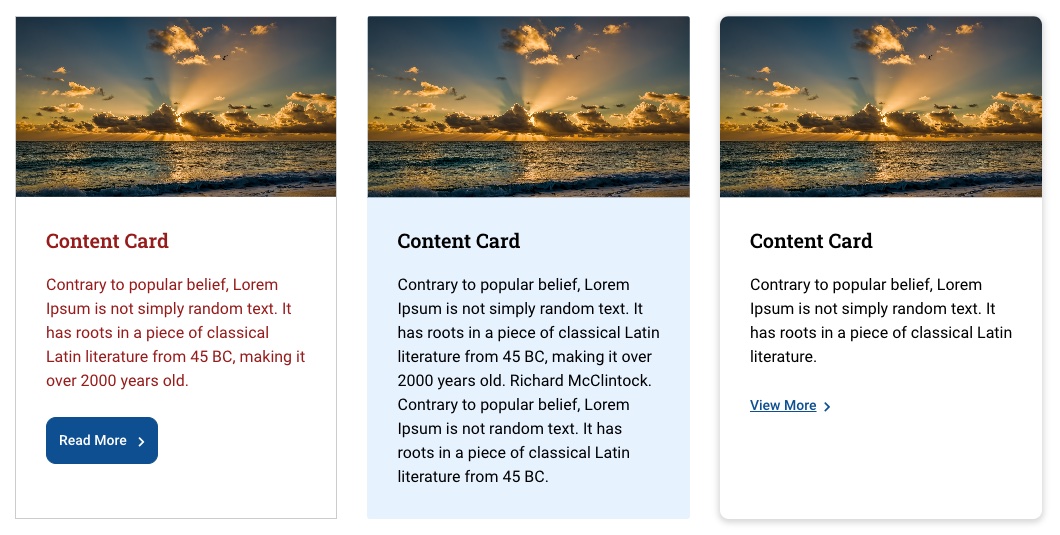 Content Card
Contrary to popular belief, Lorem
Ipsum is not simply random text. It
has roots in a piece of classical
Latin literature from 45 BC, making it
over 2000 years old.
Read More
Content Card
Contrary to popular belief, Lorem
Ipsum is not simply random text. It
has roots in a piece of classical Latin
literature from 45 BC, making it over
2000 years old. Richard McClintock.
Contrary to popular belief, Lorem
Ipsum is not random text. It has
roots in a piece of classical Latin
literature from 45 BC.
Content Card
Contrary to popular belief, Lorem
Ipsum is not simply random text. It
has roots in a piece of classical Latin
literature.
View More